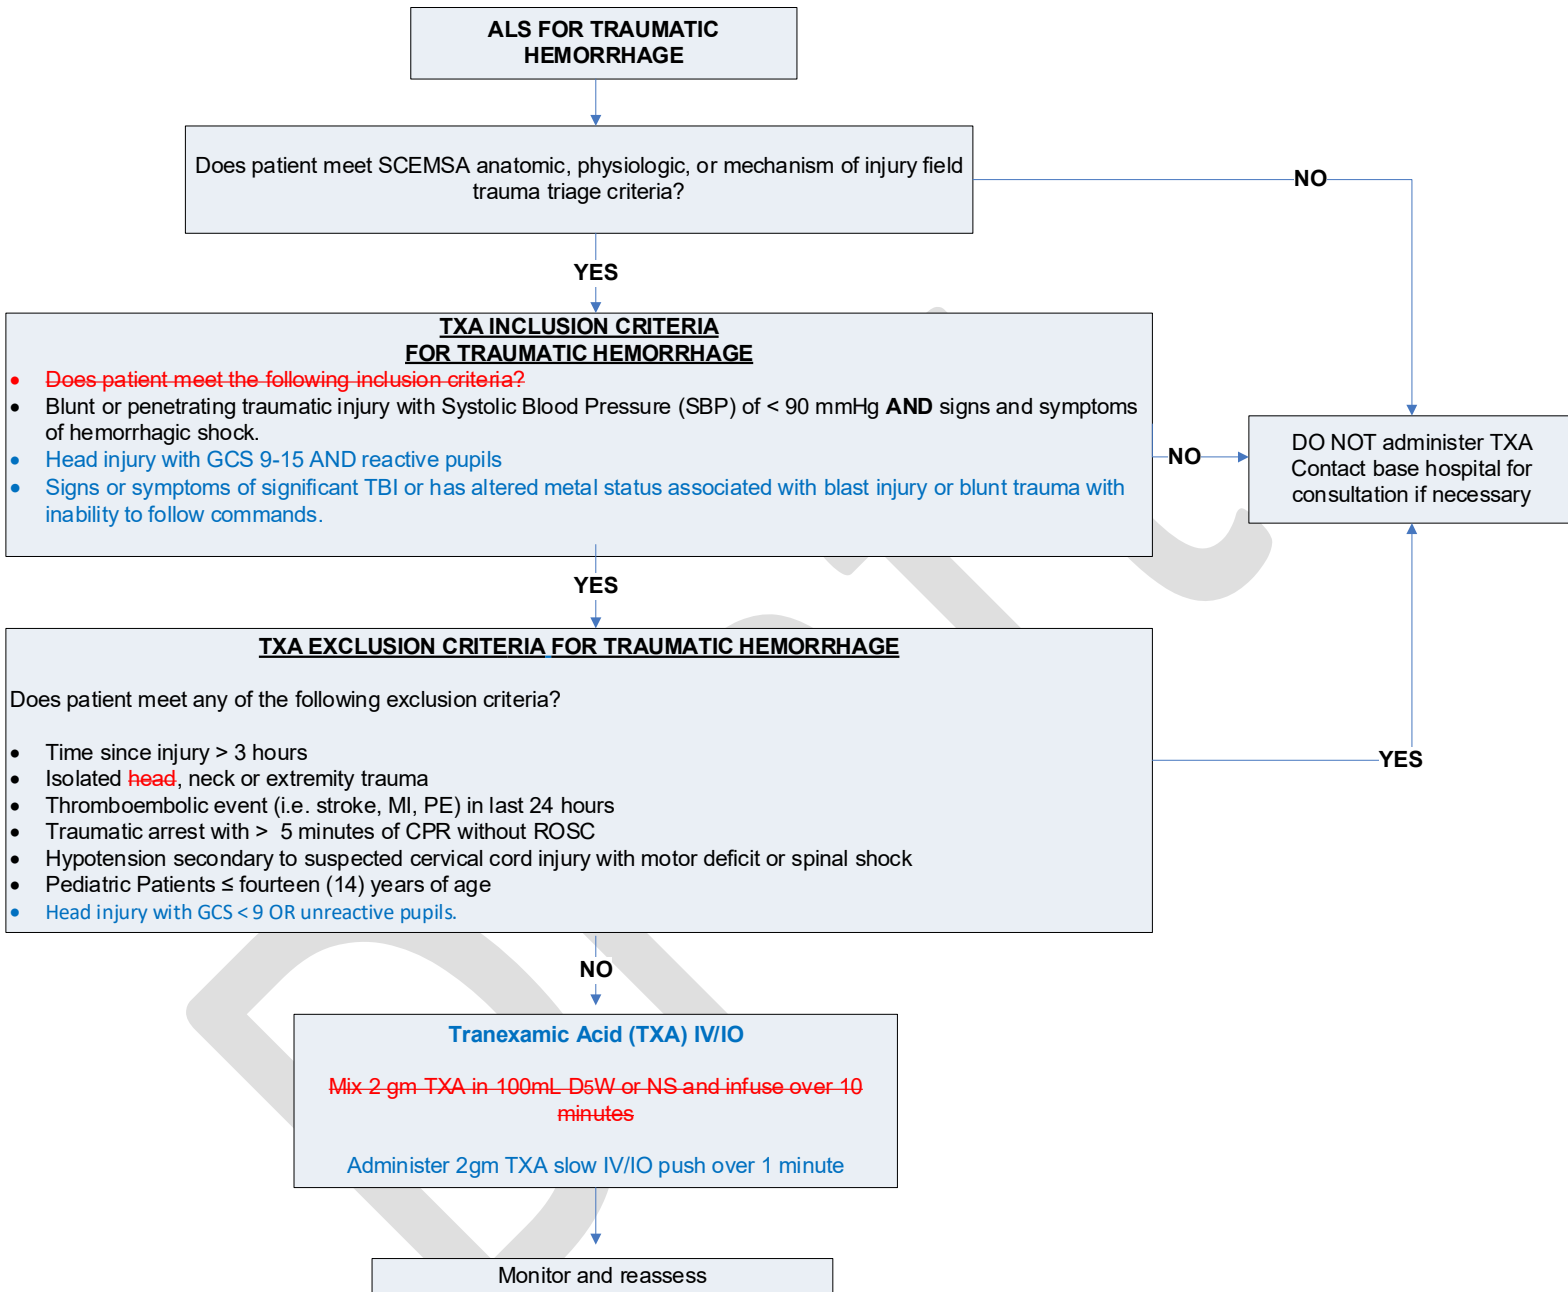 ALS FOR TRAUMATIC
HEMORRHAGE
Does patient meet SCEMSA anatomic, physiologic, or mechanism of injury field
trauma triage criteria?
NO
YES
TXA INCLUSION CRITERIA
FOR TRAUMATIC HEMORRHAGE
• Does patient meet the following inclusion criteria?
• Blunt or penetrating traumatic injury with Systolic Blood Pressure (SBP) of < 90 mmHg AND signs and symptoms
of hemorrhagic shock.
• Head injury with GCS 9-15 AND reactive pupils
• Signs or symptoms of significant TBI or has altered metal status associated with blast injury or blunt trauma with
inability to follow commands.
NO
DO NOT administer TXA
Contact base hospital for
consultation if necessary
YES
TXA EXCLUSION CRITERIA FOR TRAUMATIC HEMORRHAGE
Does patient meet any of the following exclusion criteria?
• Time since injury > 3 hours
• Isolated head, neck or extremity trauma
• Thromboembolic event (i.e. stroke, MI, PE) in last 24 hours
• Traumatic arrest with > 5 minutes of CPR without ROSC
• Hypotension secondary to suspected cervical cord injury with motor deficit or spinal shock
• Pediatric Patients ≤ fourteen (14) years of age
• Head injury with GCS < 9 OR unreactive pupils.
YES
NO
Tranexamic Acid (TXA) IV/IO
Mix 2 gm TXA in 100mL D5W or NS and infuse over 10
minutes
Administer 2gm TXA slow IV/IO push over 1 minute
Monitor and reassess
Draft